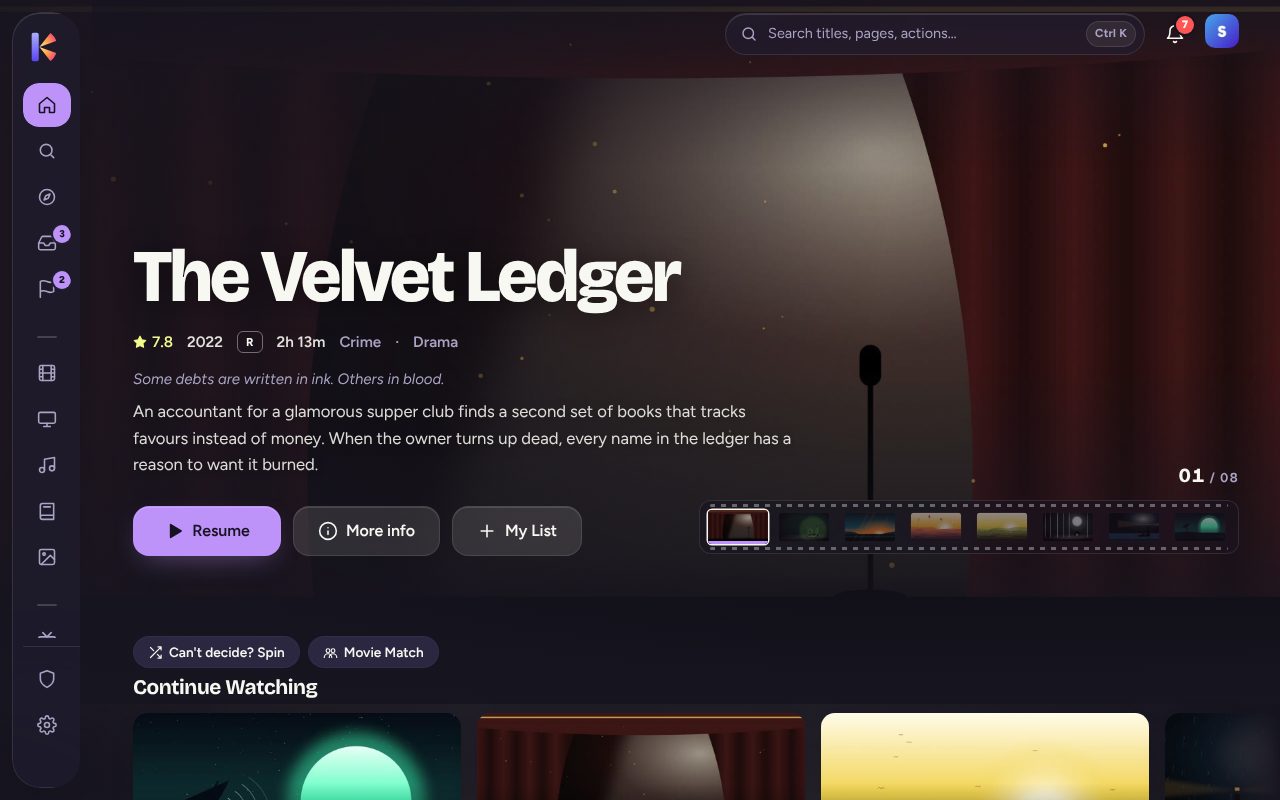 Search titles, pages, actions...
Ctrl K
7
S
3
2
The Velvet Ledger
7.8 2022 R 2h 13m Crime · Drama
Some debts are written in ink. Others in blood.
An accountant for a glamorous supper club finds a second set of books that tracks
favours instead of money. When the owner turns up dead, every name in the ledger has a
reason to want it burned.
01 / 08
Resume
More info
My List
Can't decide? Spin
Movie Match
Continue Watching